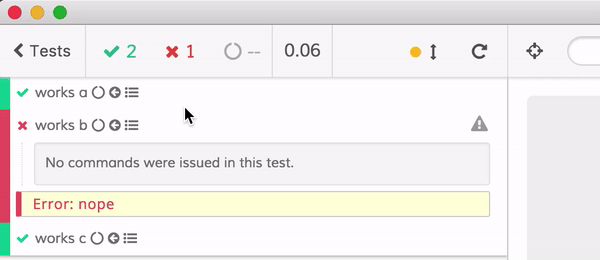 Tests 2 1 -- 0.06
works a
works b
No commands were issued in this test.
Error: nope
works c